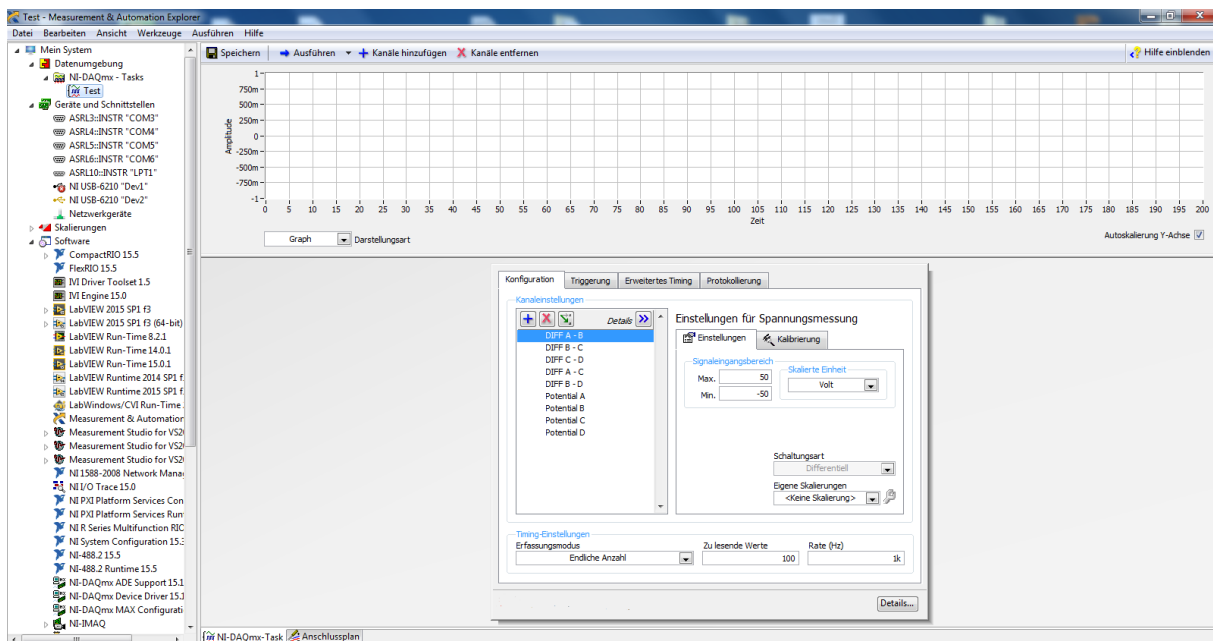 Test - Measurement & Automation Explorer
Datei Bearbeiten Ansicht Werkzeuge Ausführen Hilfe
Mein System
Datenumgebung
NI-DAQmx - Tasks
Test
Geräte und Schnittstellen
ASRL3::INSTR "COM3"
ASRL4::INSTR "COM4"
ASRL5::INSTR "COM5"
ASRL6::INSTR "COM6"
ASRL10::INSTR "LPT1"
NI USB-6210 "Dev1"
NI USB-6210 "Dev2"
Netzwerkgeräte
Skalierungen
Software
CompactRIO 15.5
FlexRIO 15.5
IVI Driver Toolset 1.5
IVI Engine 15.0
LabVIEW 2015 SP1 f3
LabVIEW 2015 SP1 f3 (64-bit)
LabVIEW Run-Time 8.2.1
LabVIEW Run-Time 14.0.1
LabVIEW Run-Time 15.0.1
LabVIEW Runtime 2014 SP1 f
LabVIEW Runtime 2015 SP1 f
LabWindows/CVI Run-Time
Measurement & Automation
Measurement Studio for VS2
Measurement Studio for VS2
Measurement Studio for VS2
NI 1588-2008 Network Mana
NI I/O Trace 15.0
NI PXI Platform Services Con
NI PXI Platform Services Run
NI R Series Multifunction RIO
NI System Configuration 15.
NI-488.2 15.5
NI-488.2 Runtime 15.5
NI-DAQmx ADE Support 15.1
NI-DAQmx Device Driver 15.1
NI-DAQmx MAX Configurati
NI-IMAQ
Speichern Ausführen Kanäle hinzufügen Kanäle entfernen Hilfe einblenden
Amplitude
1
750m
500m
250m
0
-250m
-500m
-750m
-1
0 5 10 15 20 25 30 35 40 45 50 55 60 65 70 75 80 85 90 95 100 105 110 115 120 125 130 135 140 145 150 155 160 165 170 175 180 185 190 195 200
Zeit
Graph Darstellungsart Autoskalierung Y-Achse
Konfiguration Triggerung Erweitertes Timing Protokollierung
Kanaleinstellungen
Details
DIFF A - B
DIFF B - C
DIFF C - D
DIFF A - C
DIFF B - D
Potential A
Potential B
Potential C
Potential D
Einstellungen für Spannungsmessung
Einstellungen Kalibrierung
Signaleingangsbereich
Max. 50
Min. -50
Skalierte Einheit
Volt
Schaltungsart
Differentiell
Eigene Skalierungen
<Keine Skalierung>
Timing-Einstellungen
Erfassungsmodus Zu lesende Werte Rate (Hz)
Endliche Anzahl 100 1k
Details...
NI-DAQmx-Task Anschlussplan